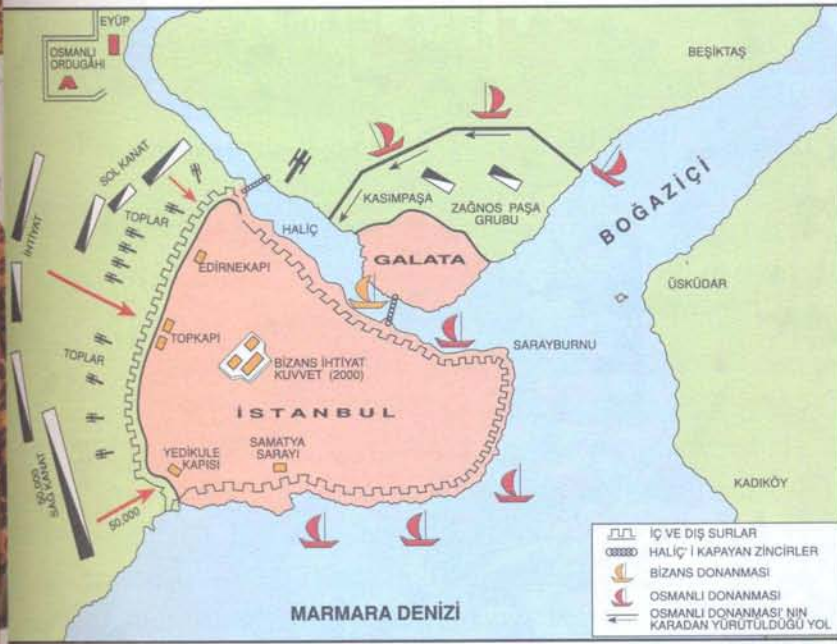 EYÜP
OSMANLI
ORDUGÂHI
BEŞİKTAŞ
SOL KANAT
TOPLAR
İHTİYAT
KASIMPAŞA
ZAĞNOS PAŞA
GRUBU
BOĞAZİÇİ
HALİÇ
GALATA
EDİRNEKAPI
ÜSKÜDAR
TOPKAPI
SARAYBURNU
TOPLAR
BİZANS İHTİYAT
KUVVET (2000)
İSTANBUL
YEDİKULE
KAPISI
SAMATYA
SARAYI
50.000
SAĞ KANAT
50,000
KADIKÖY
MARMARA DENİZİ
İÇ VE DIŞ SURLAR
HALİÇ' İ KAPAYAN ZİNCİRLER
BİZANS DONANMASI
OSMANLI DONANMASI
OSMANLI DONANMASI' NIN
KARADAN YÜRÜTÜLDÜĞÜ YOL